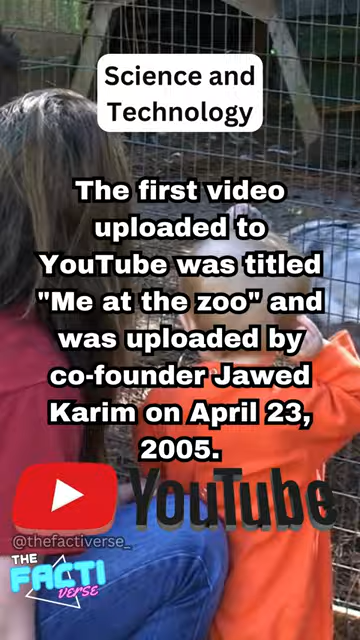 Science and
Technology
The first video
uploaded to
YouTube was titled
"Me at the zoo" and
was uploaded by
co-founder Jawed
Karim on April 23,
2005.
YouTube
@thefactiverse_
THE
FACTI
VERSE